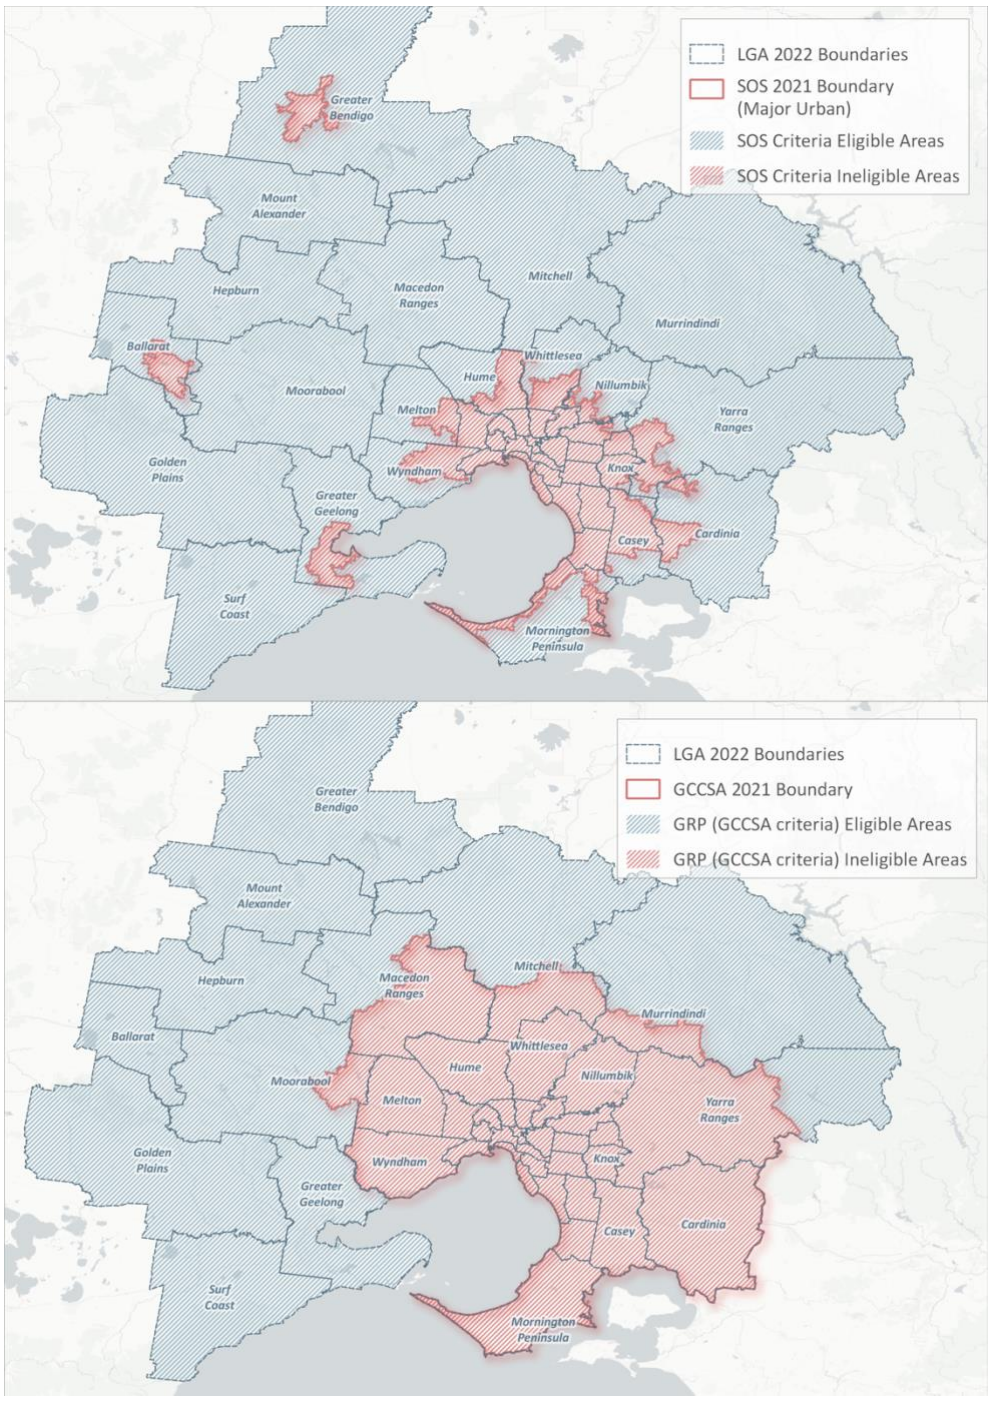 LGA 2022 Boundaries
SOS 2021 Boundary
(Major Urban)
SOS Criteria Eligible Areas
SOS Criteria Ineligible Areas
Greater
Bendigo
Mount
Alexander
Hepburn
Macedon
Ranges
Mitchell
Murrindindi
Ballarat
Moorabool
Hume
Whittlesea
Nillumbik
Melton
Yarra
Ranges
Golden
Plains
Wyndham
Knox
Greater
Geelong
Casey
Cardinia
Surf
Coast
Mornington
Peninsula
LGA 2022 Boundaries
GCCSA 2021 Boundary
GRP (GCCSA criteria) Eligible Areas
GRP (GCCSA criteria) Ineligible Areas
Greater
Bendigo
Mount
Alexander
Hepburn
Macedon
Ranges
Mitchell
Murrindindi
Ballarat
Whittlesea
Moorabool
Hume
Nillumbik
Melton
Yarra
Ranges
Golden
Plains
Wyndham
Knox
Greater
Geelong
Casey
Cardinia
Surf
Coast
Mornington
Peninsula